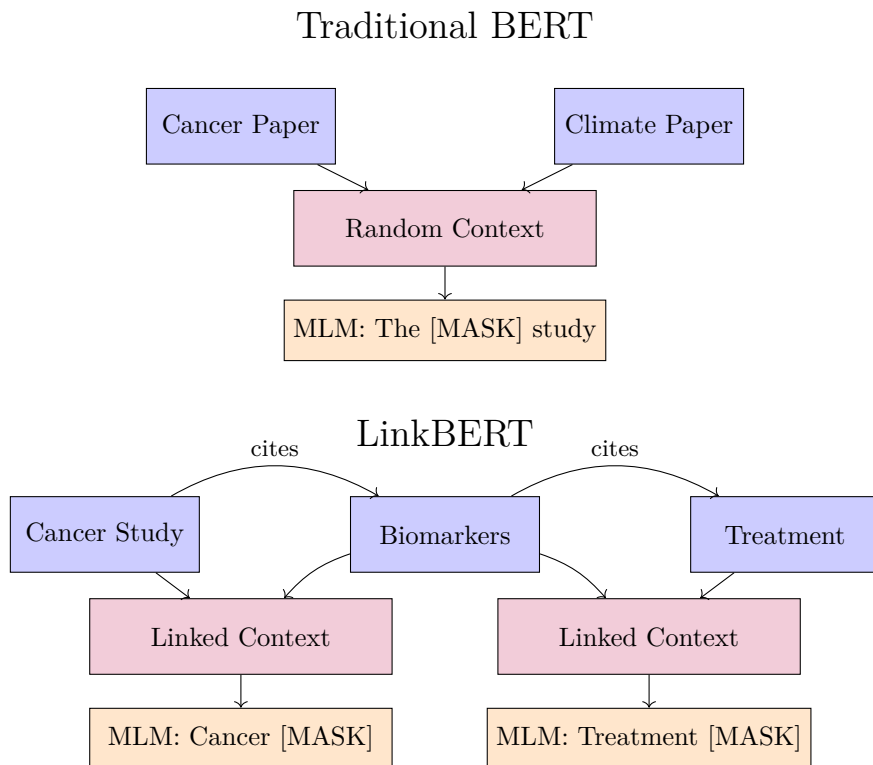 Traditional BERT
Cancer Paper
Climate Paper
Random Context
MLM: The [MASK] study
LinkBERT
cites
cites
Cancer Study
Biomarkers
Treatment
Linked Context
Linked Context
MLM: Cancer [MASK]
MLM: Treatment [MASK]